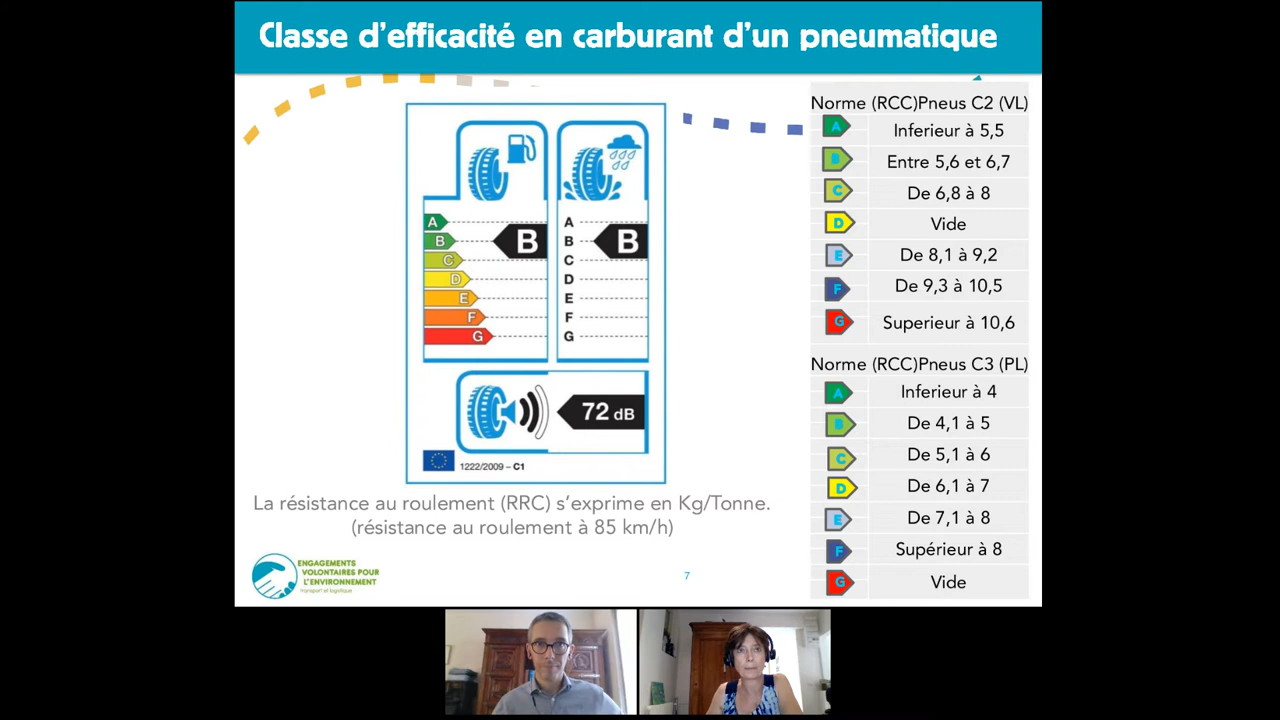 Classe d'efficacité en carburant d'un pneumatique
A
B
C
D
E
F
G
B
A
B
C
D
E
F
G
B
72 dB
1222/2009 – C1
La résistance au roulement (RRC) s'exprime en Kg/Tonne.
(résistance au roulement à 85 km/h)
ENGAGEMENTS
VOLONTAIRES POUR
L'ENVIRONNEMENT
transport et logistique
7
Norme (RCC)Pneus C2 (VL)
A Inferieur à 5,5
B Entre 5,6 et 6,7
C De 6,8 à 8
D Vide
E De 8,1 à 9,2
F De 9,3 à 10,5
G Superieur à 10,6
Norme (RCC)Pneus C3 (PL)
A Inferieur à 4
B De 4,1 à 5
C De 5,1 à 6
D De 6,1 à 7
E De 7,1 à 8
F Supérieur à 8
G Vide